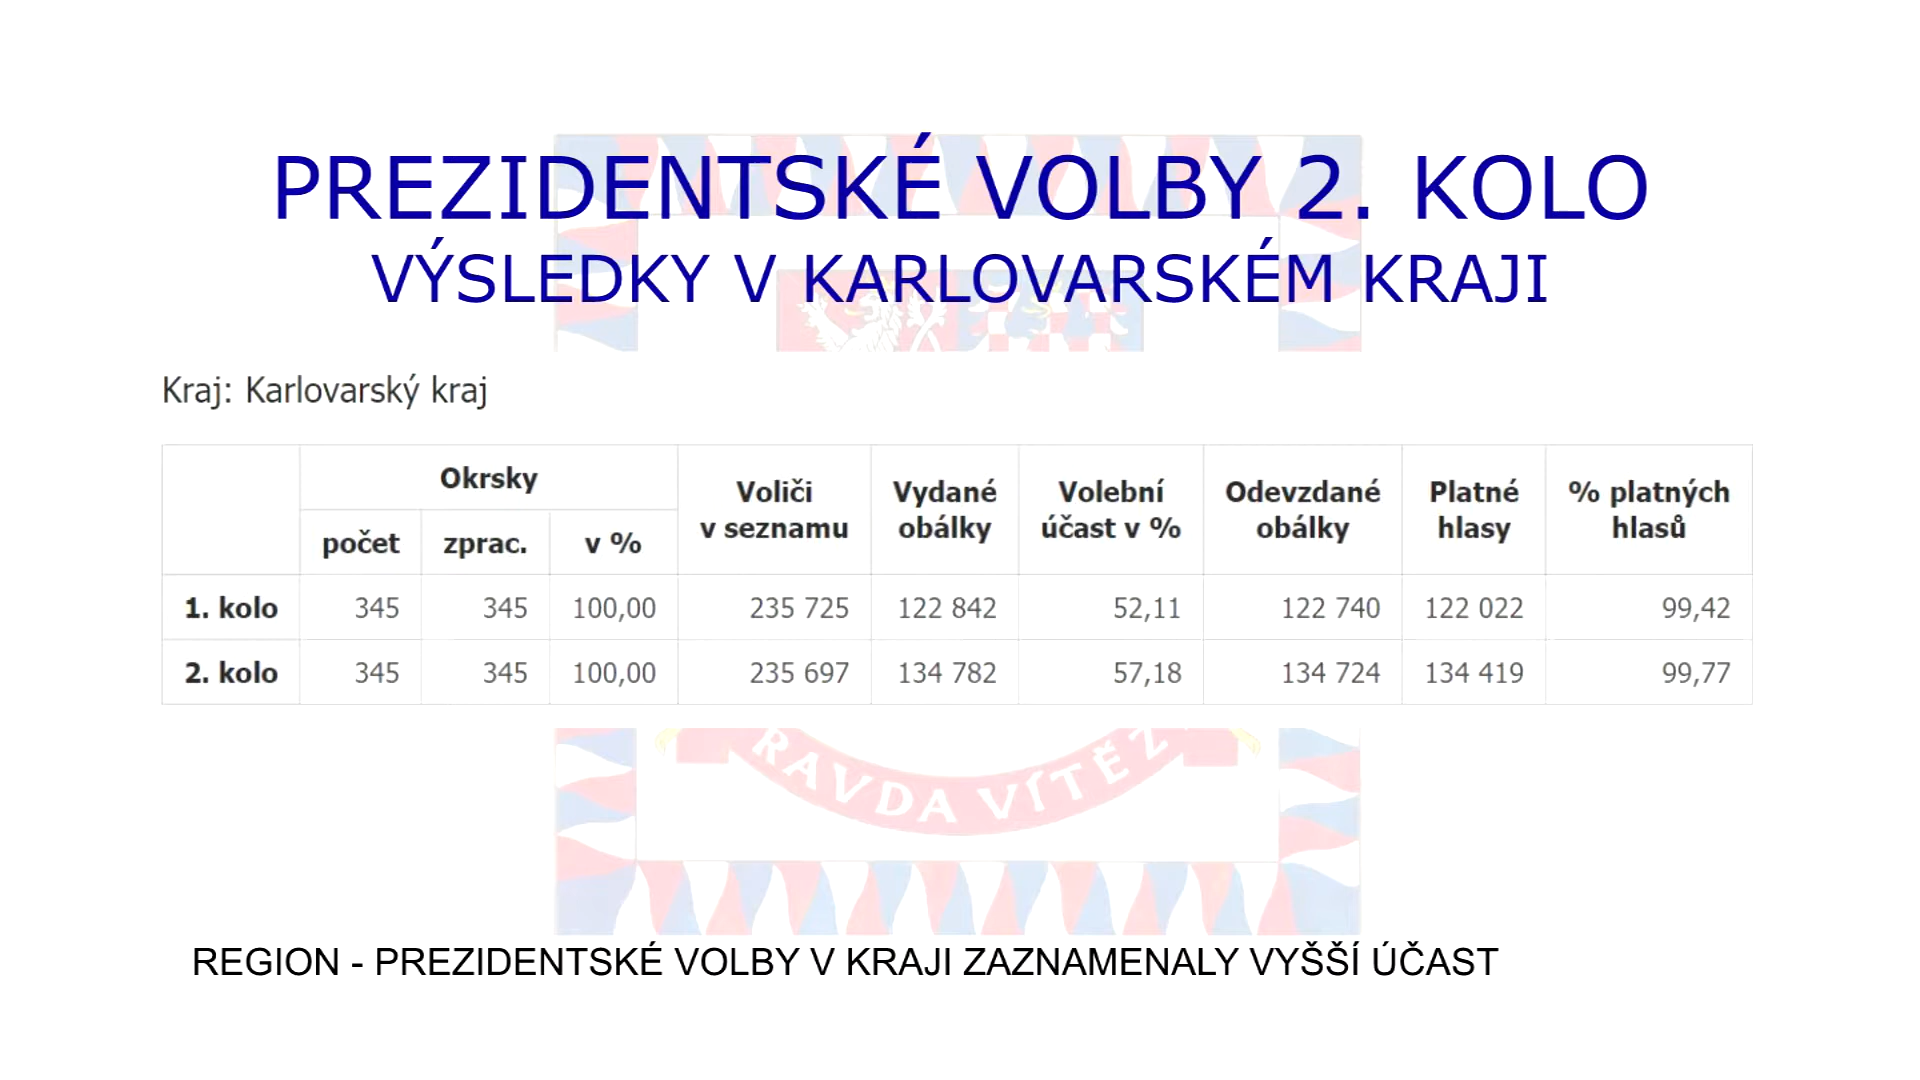 PREZIDENTSKÉ VOLBY 2. KOLO
VÝSLEDKY V KARLOVARSKÉM KRAJI
Kraj: Karlovarský kraj
Okrsky Voliči v seznamu Vydané obálky Volební účast v % Odevzdané obálky Platné hlasy % platných hlasů
počet zprac. v %
1. kolo 345 345 100,00 235 725 122 842 52,11 122 740 122 022 99,42
2. kolo 345 345 100,00 235 697 134 782 57,18 134 724 134 419 99,77
RAVDA VÍTĚZ
REGION - PREZIDENTSKÉ VOLBY V KRAJI ZAZNAMENALY VYŠŠÍ ÚČAST